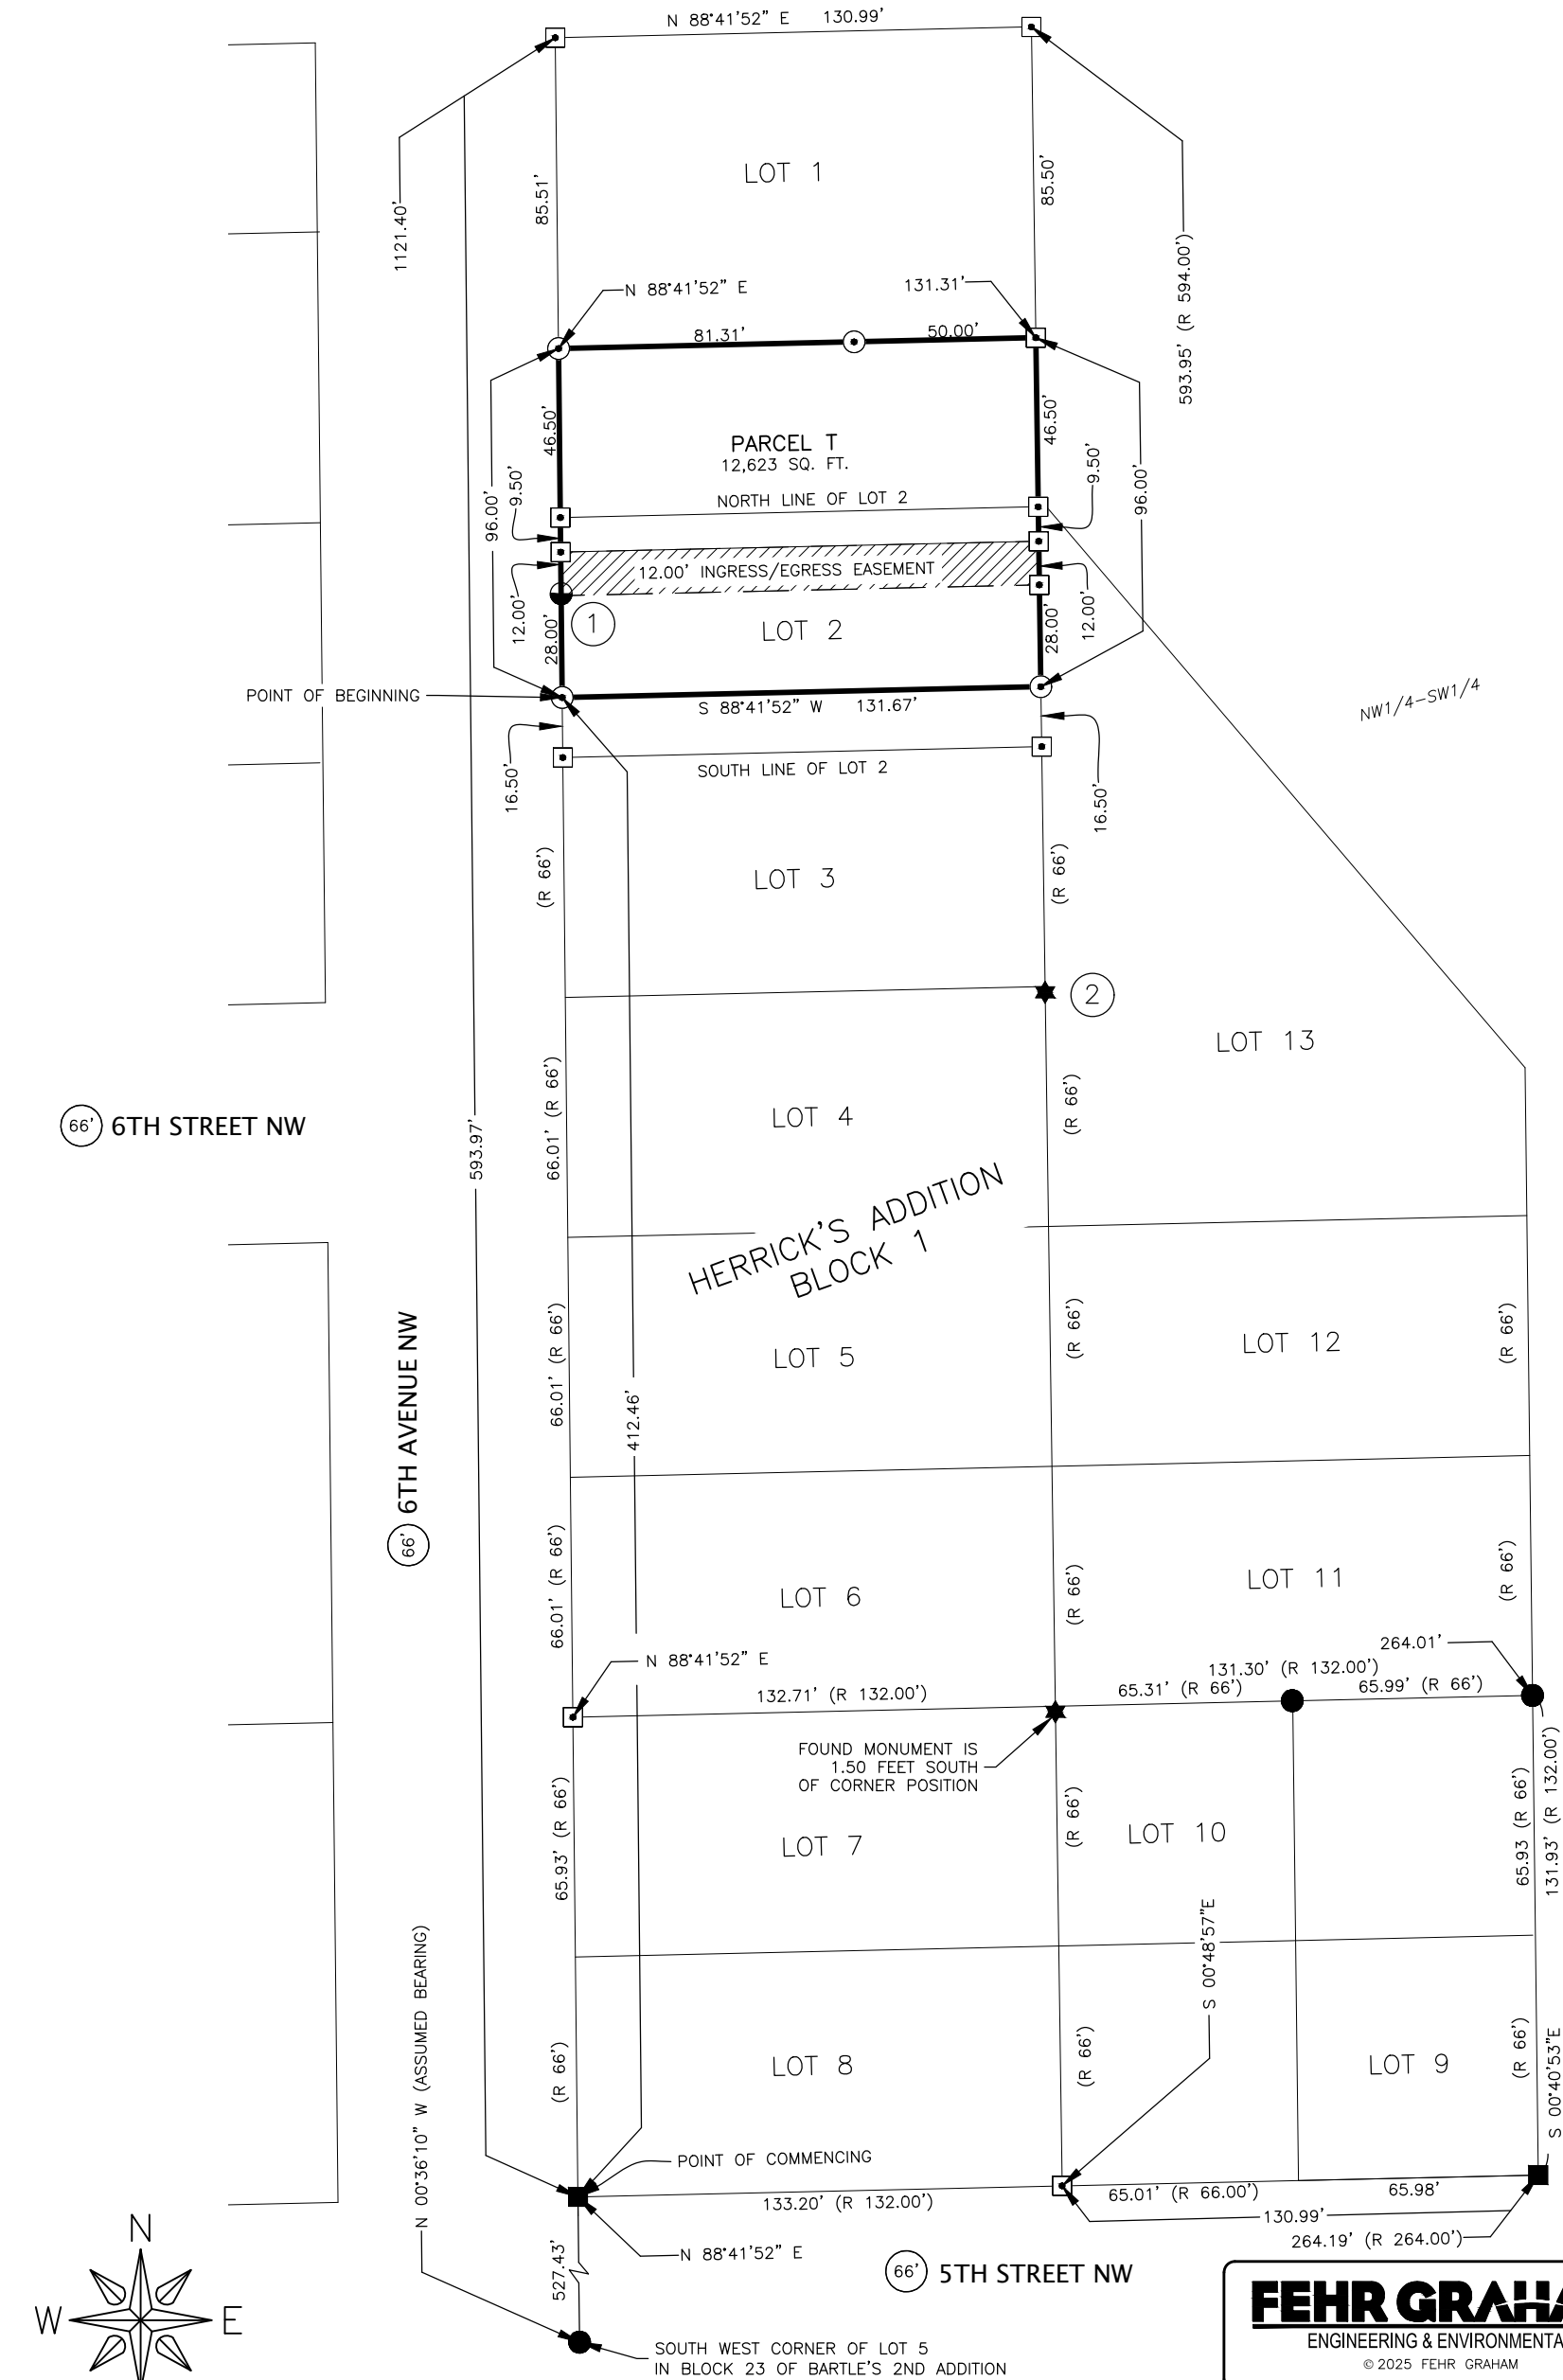 N 88°41'52" E 130.99'
1121.40'
85.51'
LOT 1
85.50'
593.95' (R 594.00')
N 88°41'52" E
131.31'
81.31'
50.00'
46.50'
PARCEL T
12,623 SQ. FT.
46.50'
96.00'
9.50'
NORTH LINE OF LOT 2
9.50'
96.00'
12.00' INGRESS/EGRESS EASEMENT
12.00'
28.00'
1
LOT 2
28.00'
12.00'
POINT OF BEGINNING
S 88°41'52" W 131.67'
NW1/4-SW1/4
16.50'
SOUTH LINE OF LOT 2
16.50'
(R 66')
LOT 3
(R 66')
2
LOT 13
66' 6TH STREET NW
593.97'
66.01' (R 66')
LOT 4
(R 66')
HERRICK'S ADDITION
BLOCK 1
66' 6TH AVENUE NW
66.01' (R 66')
412.46'
LOT 5
(R 66')
LOT 12
(R 66')
66.01' (R 66')
LOT 6
(R 66')
LOT 11
(R 66')
N 88°41'52" E
264.01'
132.71' (R 132.00')
131.30' (R 132.00')
65.31' (R 66')
65.99' (R 66')
FOUND MONUMENT IS
1.50 FEET SOUTH
OF CORNER POSITION
65.93' (R 66')
LOT 7
(R 66')
LOT 10
65.93 (R 66')
131.93' (R 132.00')
N 00°36'10" W (ASSUMED BEARING)
S 00°48'57"E
(R 66')
LOT 8
(R 66')
LOT 9
(R 66')
S 00°40'53"E
POINT OF COMMENCING
133.20' (R 132.00')
65.01' (R 66.00')
65.98'
130.99'
264.19' (R 264.00')
N 88°41'52" E
527.43'
66' 5TH STREET NW
N
W E
SOUTH WEST CORNER OF LOT 5
IN BLOCK 23 OF BARTLE'S 2ND ADDITION
FEHR GRAHA
ENGINEERING & ENVIRONMENTA
© 2025 FEHR GRAHAM